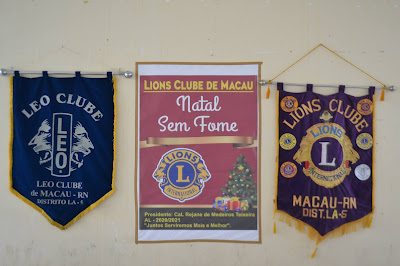 LEO CLUBE
LEO
LEO CLUBE
de MACAU - RN
DISTRITO LA - 5
LIONS CLUBE DE MACAU
Natal
Sem Fome
LIONS
L
INTERNATIONAL
Presidente: CaL. Rejane de Medeiros Teixeira
AL - 2020/2021
"Juntos Serviremos Mais e Melhor".
LIONS CLUBE
LIONS
L
INTERNATIONAL
MACAU-RN
DIST.LA-5